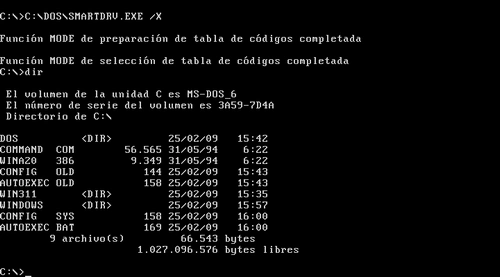 C:\>C:\DOS\SMARTDRV.EXE /X
Función MODE de preparación de tabla de códigos completada
Función MODE de selección de tabla de códigos completada
C:\>dir
El volumen de la unidad C es MS-DOS_6
El número de serie del volumen es 3A59-7D4A
Directorio de C:\
DOS <DIR> 25/02/09 15:42
COMMAND COM 56.565 31/05/94 6:22
WINA20 386 9.349 31/05/94 6:22
CONFIG OLD 144 25/02/09 15:43
AUTOEXEC OLD 158 25/02/09 15:43
WIN311 <DIR> 25/02/09 15:35
WINDOWS <DIR> 25/02/09 15:57
CONFIG SYS 158 25/02/09 16:00
AUTOEXEC BAT 169 25/02/09 16:00
9 archivo(s) 66.543 bytes
1.027.096.576 bytes libres
C:\>_